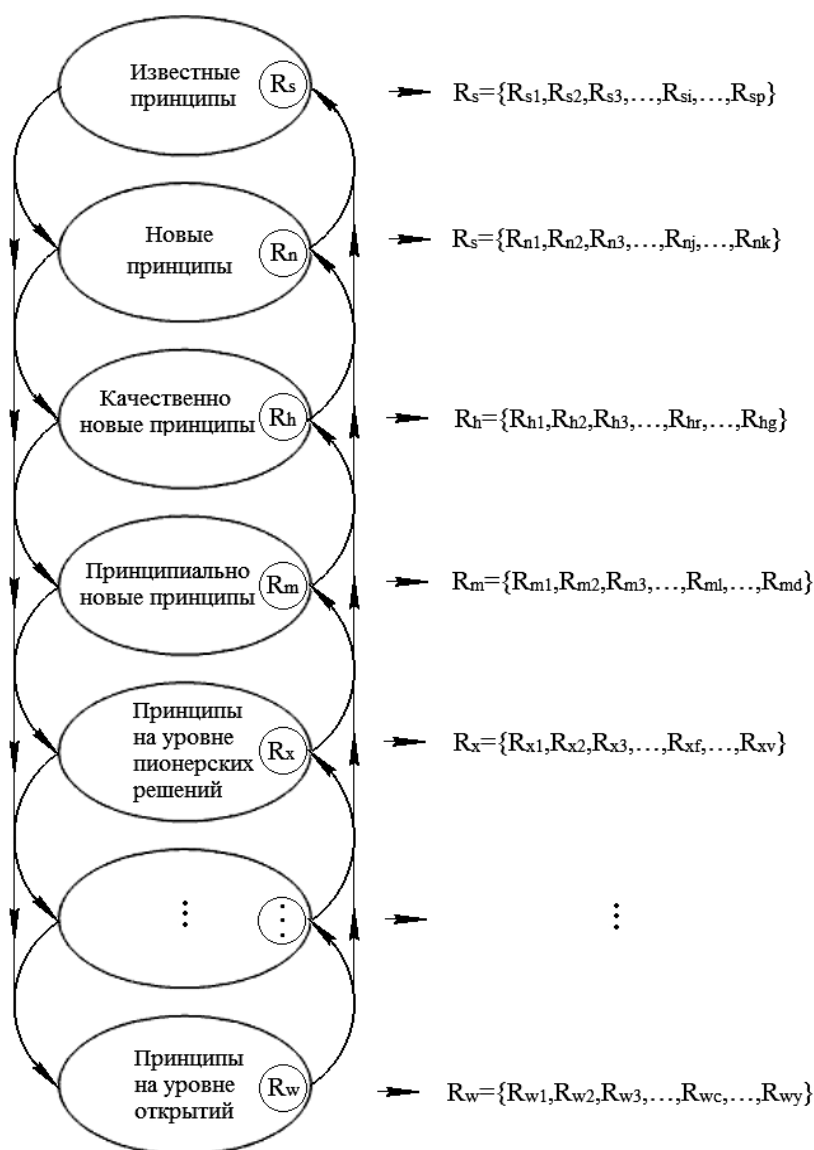 Известные
принципы
Rs
Rs={Rs1,Rs2,Rs3,…,Rsi,…,Rsp}
Новые
принципы
Rn
Rs={Rn1,Rn2,Rn3,…,Rnj,…,Rnk}
Качественно
новые принципы
Rh
Rh={Rh1,Rh2,Rh3,…,Rhr,…,Rhg}
Принципиально
новые принципы
Rm
Rm={Rm1,Rm2,Rm3,…,Rml,…,Rmd}
Принципы
на уровне
пионерских
решений
Rx
Rx={Rx1,Rx2,Rx3,…,Rxf,…,Rxv}
⋮
⋮
⋮
Принципы
на уровне
открытий
Rw
Rw={Rw1,Rw2,Rw3,…,Rwc,…,Rwy}